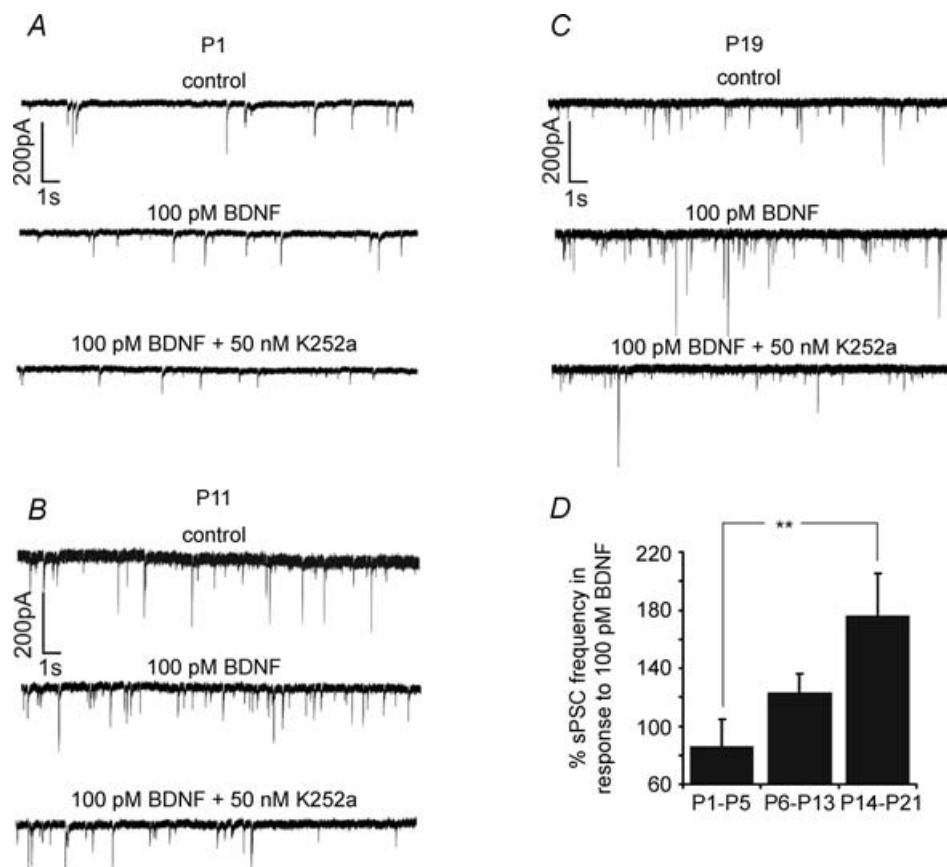 A
P1
control
200pA
1s
100 pM BDNF
100 pM BDNF + 50 nM K252a
B
P11
control
200pA
1s
100 pM BDNF
100 pM BDNF + 50 nM K252a
C
P19
control
200pA
1s
100 pM BDNF
100 pM BDNF + 50 nM K252a
D
**
% sPSC frequency in
response to 100 pM BDNF
220
180
140
100
60
P1-P5 P6-P13 P14-P21